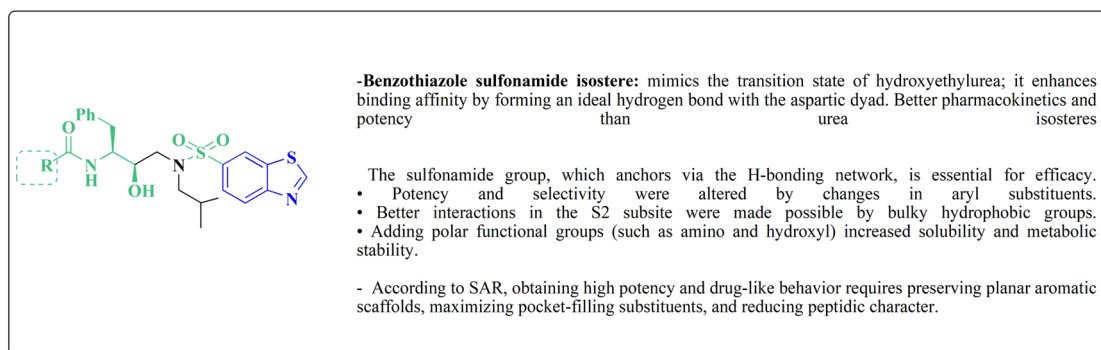 -Benzothiazole sulfonamide isostere: mimics the transition state of hydroxyethylurea; it enhances
binding affinity by forming an ideal hydrogen bond with the aspartic dyad. Better pharmacokinetics and
potency than urea isosteres
Ph
O
R
N
H
OH
N
O
S
O
S
N
The sulfonamide group, which anchors via the H-bonding network, is essential for efficacy.
• Potency and selectivity were altered by changes in aryl substituents.
• Better interactions in the S2 subsite were made possible by bulky hydrophobic groups.
• Adding polar functional groups (such as amino and hydroxyl) increased solubility and metabolic
stability.
- According to SAR, obtaining high potency and drug-like behavior requires preserving planar aromatic
scaffolds, maximizing pocket-filling substituents, and reducing peptidic character.